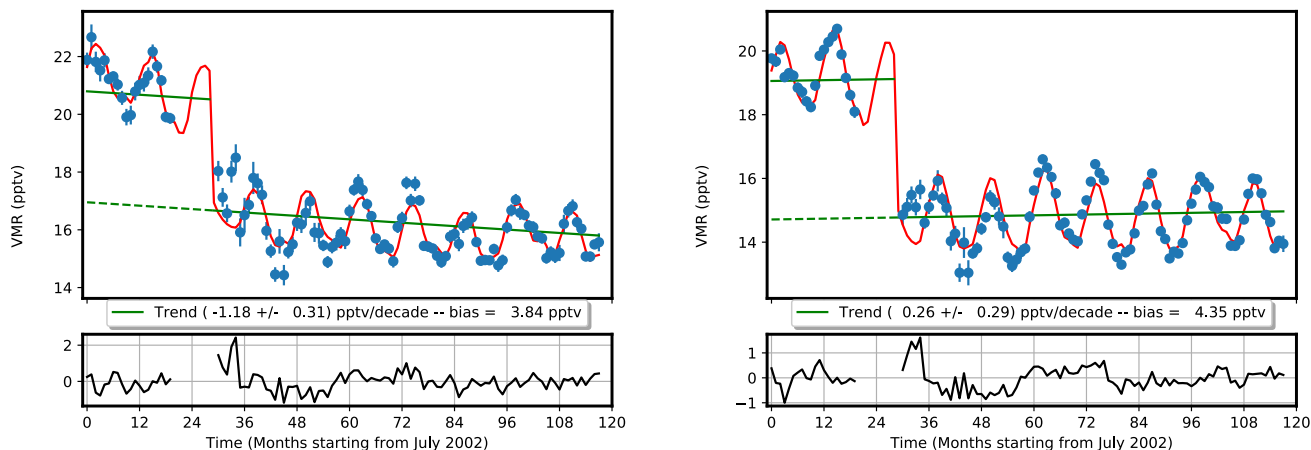 22
20
18
16
14
VMR (pptv)
Trend ( -1.18 +/- 0.31) pptv/decade -- bias = 3.84 pptv
2
0
0 12 24 36 48 60 72 84 96 108 120
Time (Months starting from July 2002)
20
18
16
14
VMR (pptv)
Trend ( 0.26 +/- 0.29) pptv/decade -- bias = 4.35 pptv
1
0
−1
0 12 24 36 48 60 72 84 96 108 120
Time (Months starting from July 2002)